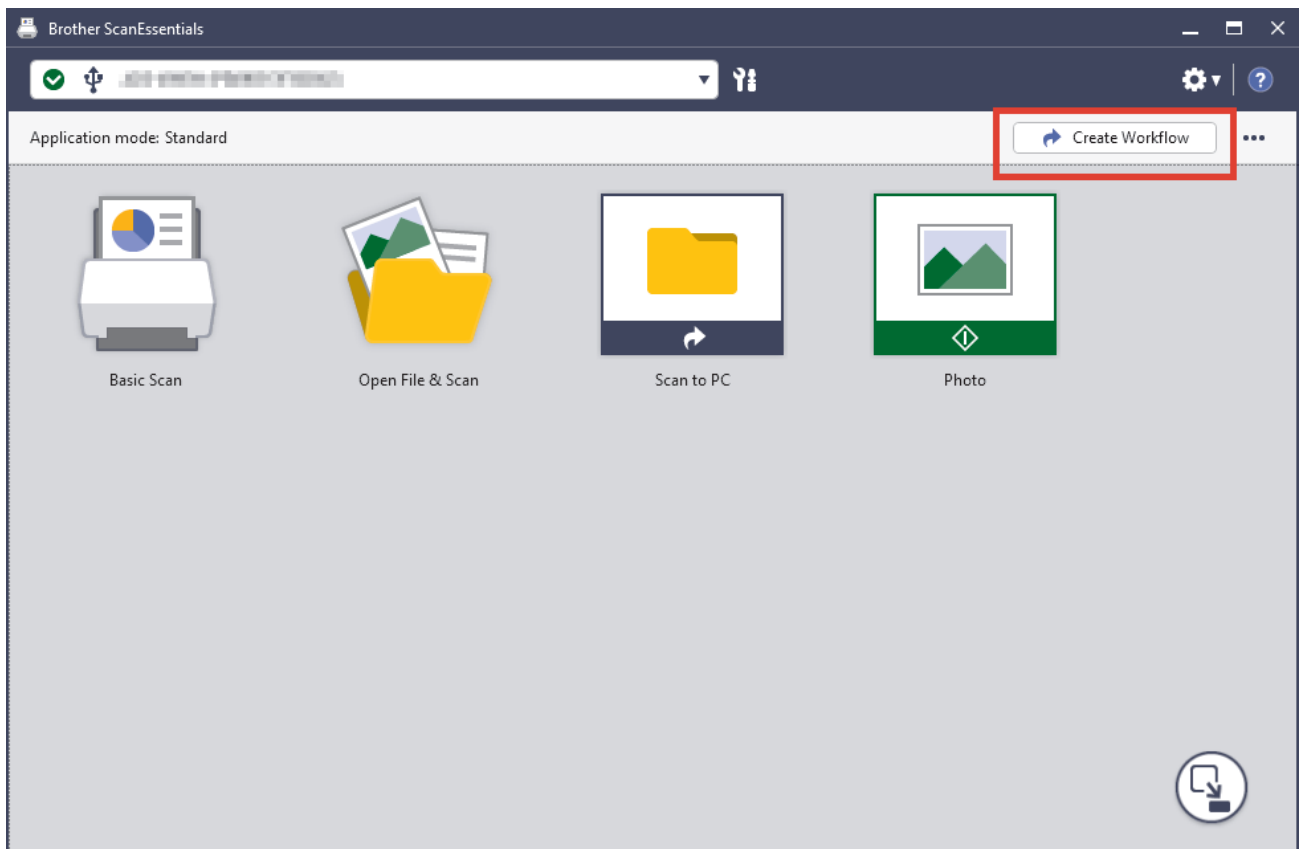 Brother ScanEssentials
?
Application mode: Standard
Create Workflow
Basic Scan
Open File & Scan
Scan to PC
Photo